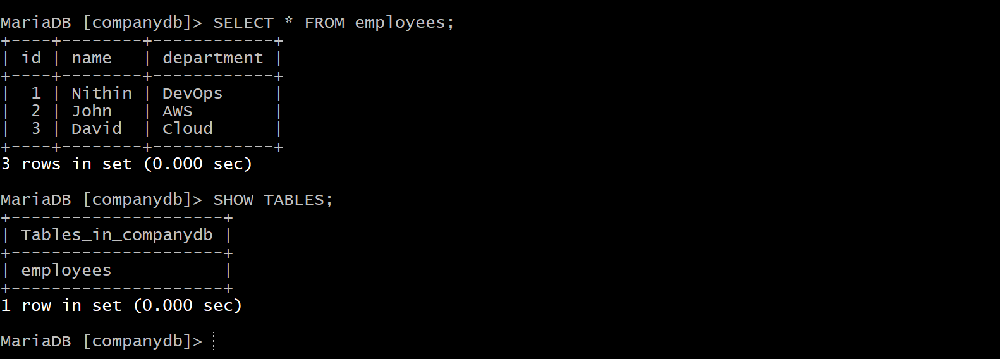 MariaDB [companydb]> SELECT * FROM employees;
+----+--------+------------+
| id | name   | department |
+----+--------+------------+
|  1 | Nithin | DevOps     |
|  2 | John   | AWS        |
|  3 | David  | Cloud      |
+----+--------+------------+
3 rows in set (0.000 sec)
MariaDB [companydb]> SHOW TABLES;
+---------------------+
| Tables_in_companydb |
+---------------------+
| employees           |
+---------------------+
1 row in set (0.000 sec)
MariaDB [companydb]>